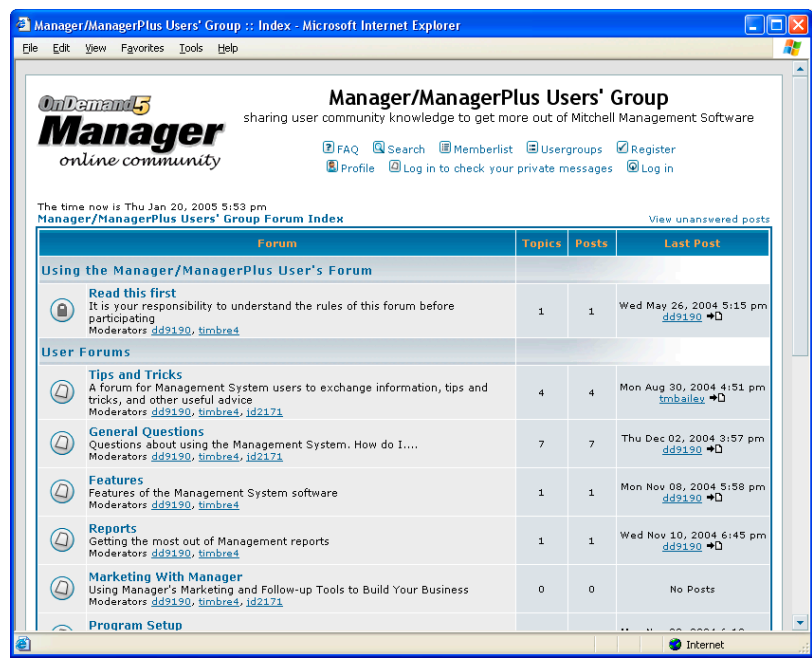 Manager/ManagerPlus Users' Group :: Index - Microsoft Internet Explorer
File Edit View Favorites Tools Help
OnDemand5
Manager
online community
Manager/ManagerPlus Users' Group
sharing user community knowledge to get more out of Mitchell Management Software
FAQ Search Memberlist Usergroups Register
Profile Log in to check your private messages Log in
The time now is Thu Jan 20, 2005 5:53 pm
Manager/ManagerPlus Users' Group Forum Index View unanswered posts
Forum Topics Posts Last Post
Using the Manager/ManagerPlus User's Forum
Read this first
It is your responsibility to understand the rules of this forum before
participating
Moderators dd9190, timbre4
1 1 Wed May 26, 2004 5:15 pm
dd9190
User Forums
Tips and Tricks
A forum for Management System users to exchange information, tips and
tricks, and other useful advice
Moderators dd9190, timbre4, jd2171
4 4 Mon Aug 30, 2004 4:51 pm
tmbailey
General Questions
Questions about using the Management System. How do I....
Moderators dd9190, timbre4, jd2171
7 7 Thu Dec 02, 2004 3:57 pm
dd9190
Features
Features of the Management System software
Moderators dd9190, timbre4
1 1 Mon Nov 08, 2004 5:58 pm
dd9190
Reports
Getting the most out of Management reports
Moderators dd9190, timbre4
1 1 Wed Nov 10, 2004 6:45 pm
dd9190
Marketing With Manager
Using Manager's Marketing and Follow-up Tools to Build Your Business
Moderators dd9190, timbre4, jd2171
0 0 No Posts
Program Setup
Internet